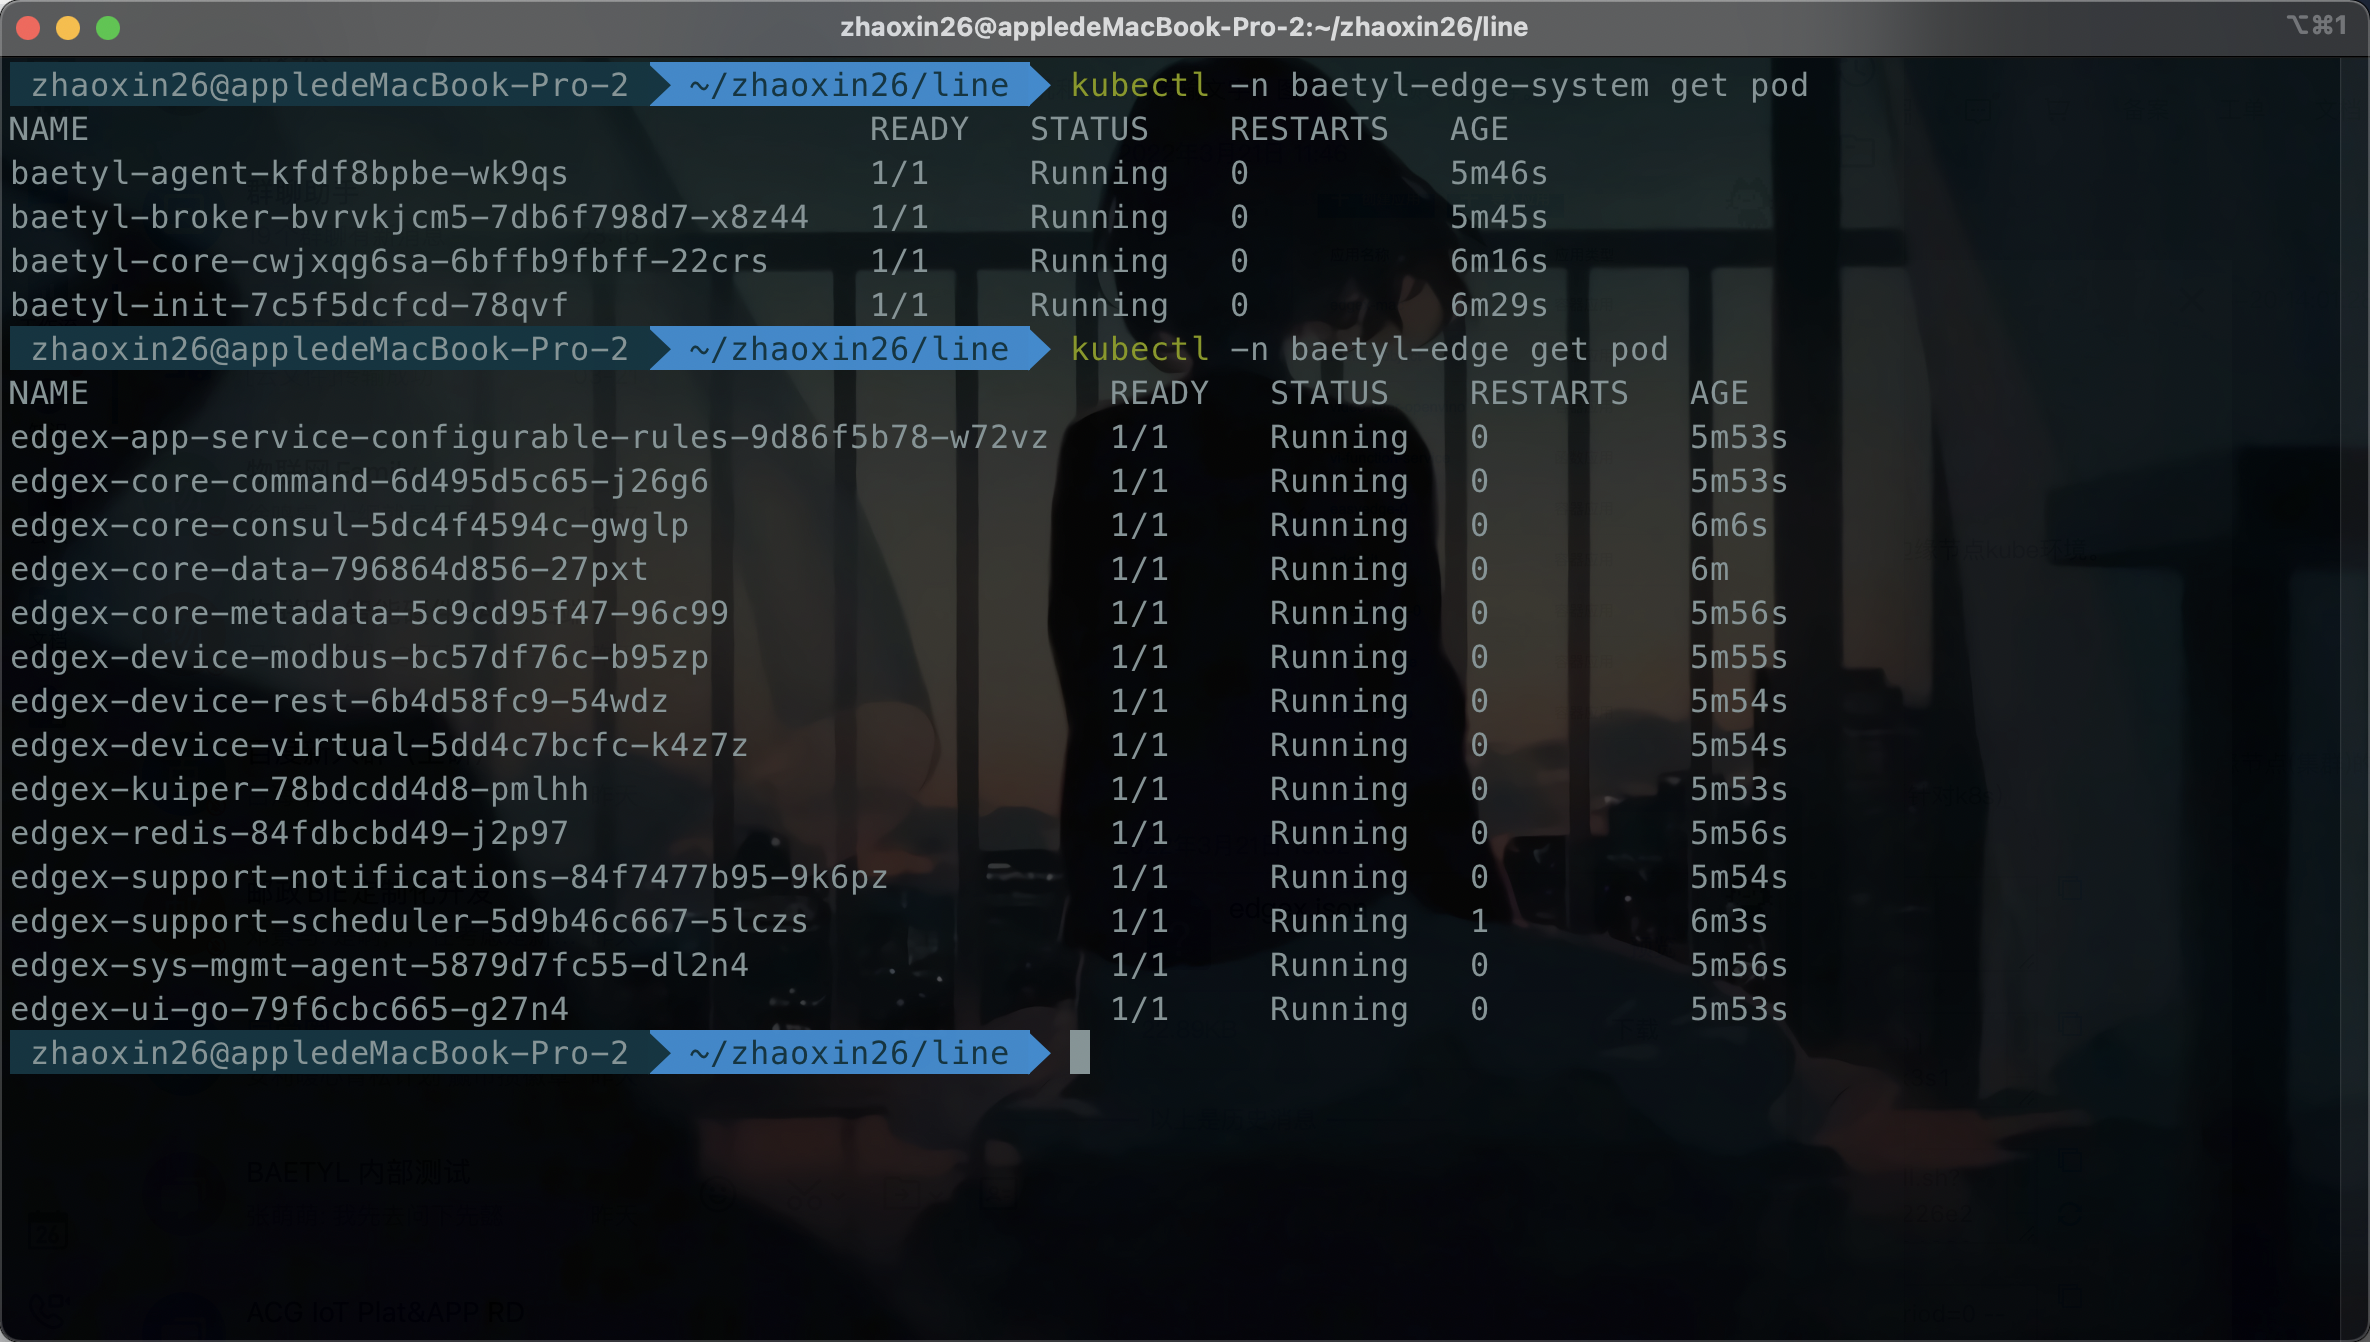 zhaoxin26@appledeMacBook-Pro-2:~/zhaoxin26/line
⌥⌘1
zhaoxin26@appledeMacBook-Pro-2 ~/zhaoxin26/line kubectl -n baetyl-edge-system get pod
NAME READY STATUS RESTARTS AGE
baetyl-agent-kfdf8bpbe-wk9qs 1/1 Running 0 5m46s
baetyl-broker-bvrvkjcm5-7db6f798d7-x8z44 1/1 Running 0 5m45s
baetyl-core-cwjxqg6sa-6bffb9fbff-22crs 1/1 Running 0 6m16s
baetyl-init-7c5f5dcfcd-78qvf 1/1 Running 0 6m29s
zhaoxin26@appledeMacBook-Pro-2 ~/zhaoxin26/line kubectl -n baetyl-edge get pod
NAME READY STATUS RESTARTS AGE
edgex-app-service-configurable-rules-9d86f5b78-w72vz 1/1 Running 0 5m53s
edgex-core-command-6d495d5c65-j26g6 1/1 Running 0 5m53s
edgex-core-consul-5dc4f4594c-gwglp 1/1 Running 0 6m6s
edgex-core-data-796864d856-27pxt 1/1 Running 0 6m
edgex-core-metadata-5c9cd95f47-96c99 1/1 Running 0 5m56s
edgex-device-modbus-bc57df76c-b95zp 1/1 Running 0 5m55s
edgex-device-rest-6b4d58fc9-54wdz 1/1 Running 0 5m54s
edgex-device-virtual-5dd4c7bcfc-k4z7z 1/1 Running 0 5m54s
edgex-kuiper-78bdcdd4d8-pmlhh 1/1 Running 0 5m53s
edgex-redis-84fdbcbd49-j2p97 1/1 Running 0 5m56s
edgex-support-notifications-84f7477b95-9k6pz 1/1 Running 0 5m54s
edgex-support-scheduler-5d9b46c667-5lczs 1/1 Running 1 6m3s
edgex-sys-mgmt-agent-5879d7fc55-dl2n4 1/1 Running 0 5m56s
edgex-ui-go-79f6cbc665-g27n4 1/1 Running 0 5m53s
zhaoxin26@appledeMacBook-Pro-2 ~/zhaoxin26/line
BAETYL 内部测试
ACG IoT Plat&APP RD